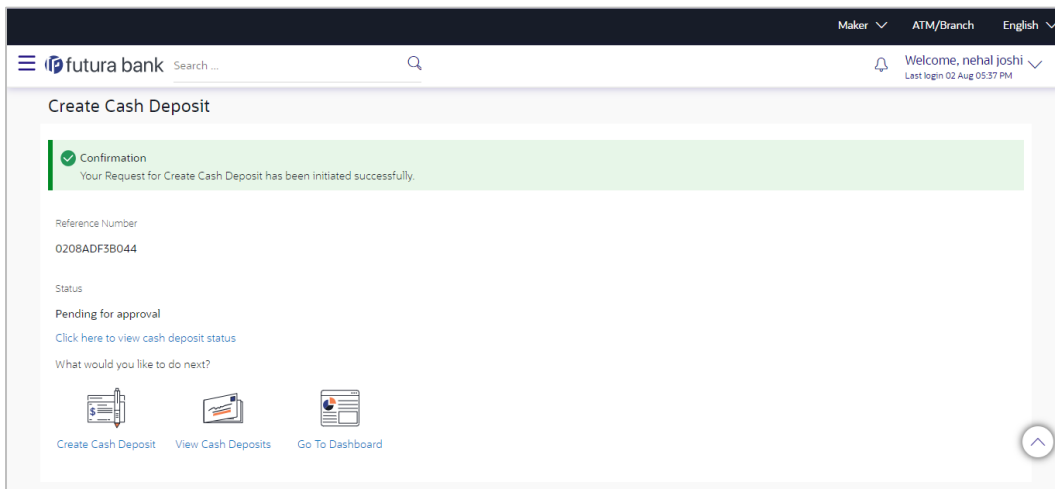 Maker ATM/Branch English
futura bank Search ... Welcome, nehal joshi
Last login 02 Aug 05:37 PM
Create Cash Deposit
Confirmation
Your Request for Create Cash Deposit has been initiated successfully.
Reference Number
0208ADF3B044
Status
Pending for approval
Click here to view cash deposit status
What would you like to do next?
Create Cash Deposit View Cash Deposits Go To Dashboard